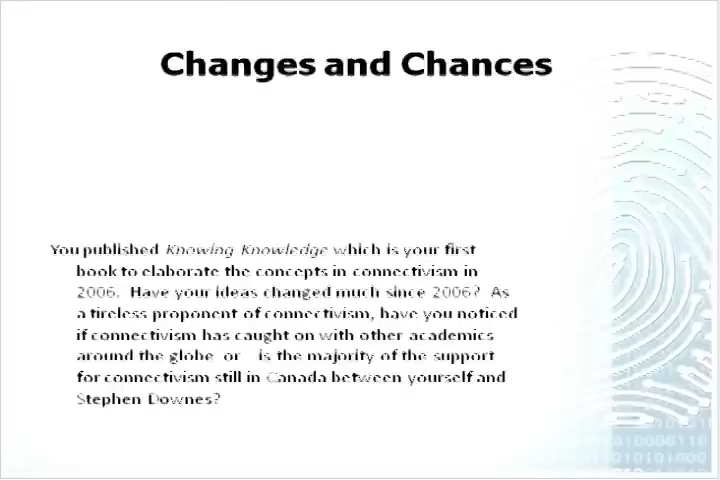 Changes and Chances
You published Knowing Knowledge which is your first
book to elaborate the concepts in connectivism in
2006. Have your ideas changed much since 2006? As
a tireless proponent of connectivism, have you noticed
if connectivism has caught on with other academics
around the globe or is the majority of the support
for connectivism still in Canada between yourself and
Stephen Downes?
010000110
010101000